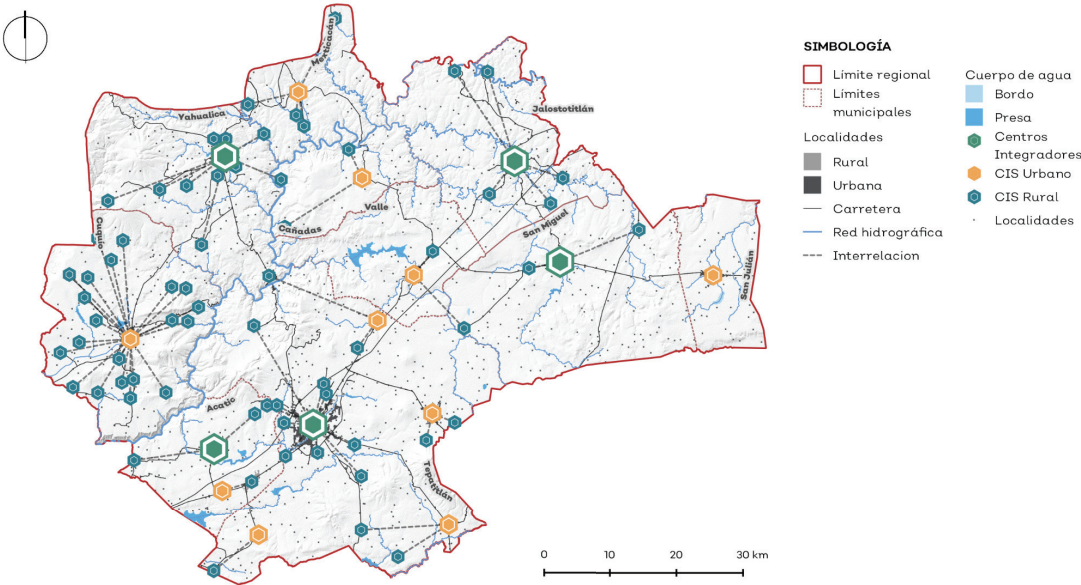 Mexticacán
Yahualica
Jalostotitlán
Valle
Cañadas
San Miguel
Cuquío
San Julián
Acatic
Tepatitlán
SIMBOLOGÍA
Límite regional
Límites
municipales
Localidades
Rural
Urbana
Carretera
Red hidrográfica
Interrelacion
Cuerpo de agua
Bordo
Presa
Centros
Integradores
CIS Urbano
CIS Rural
Localidades
0 10 20 30 km